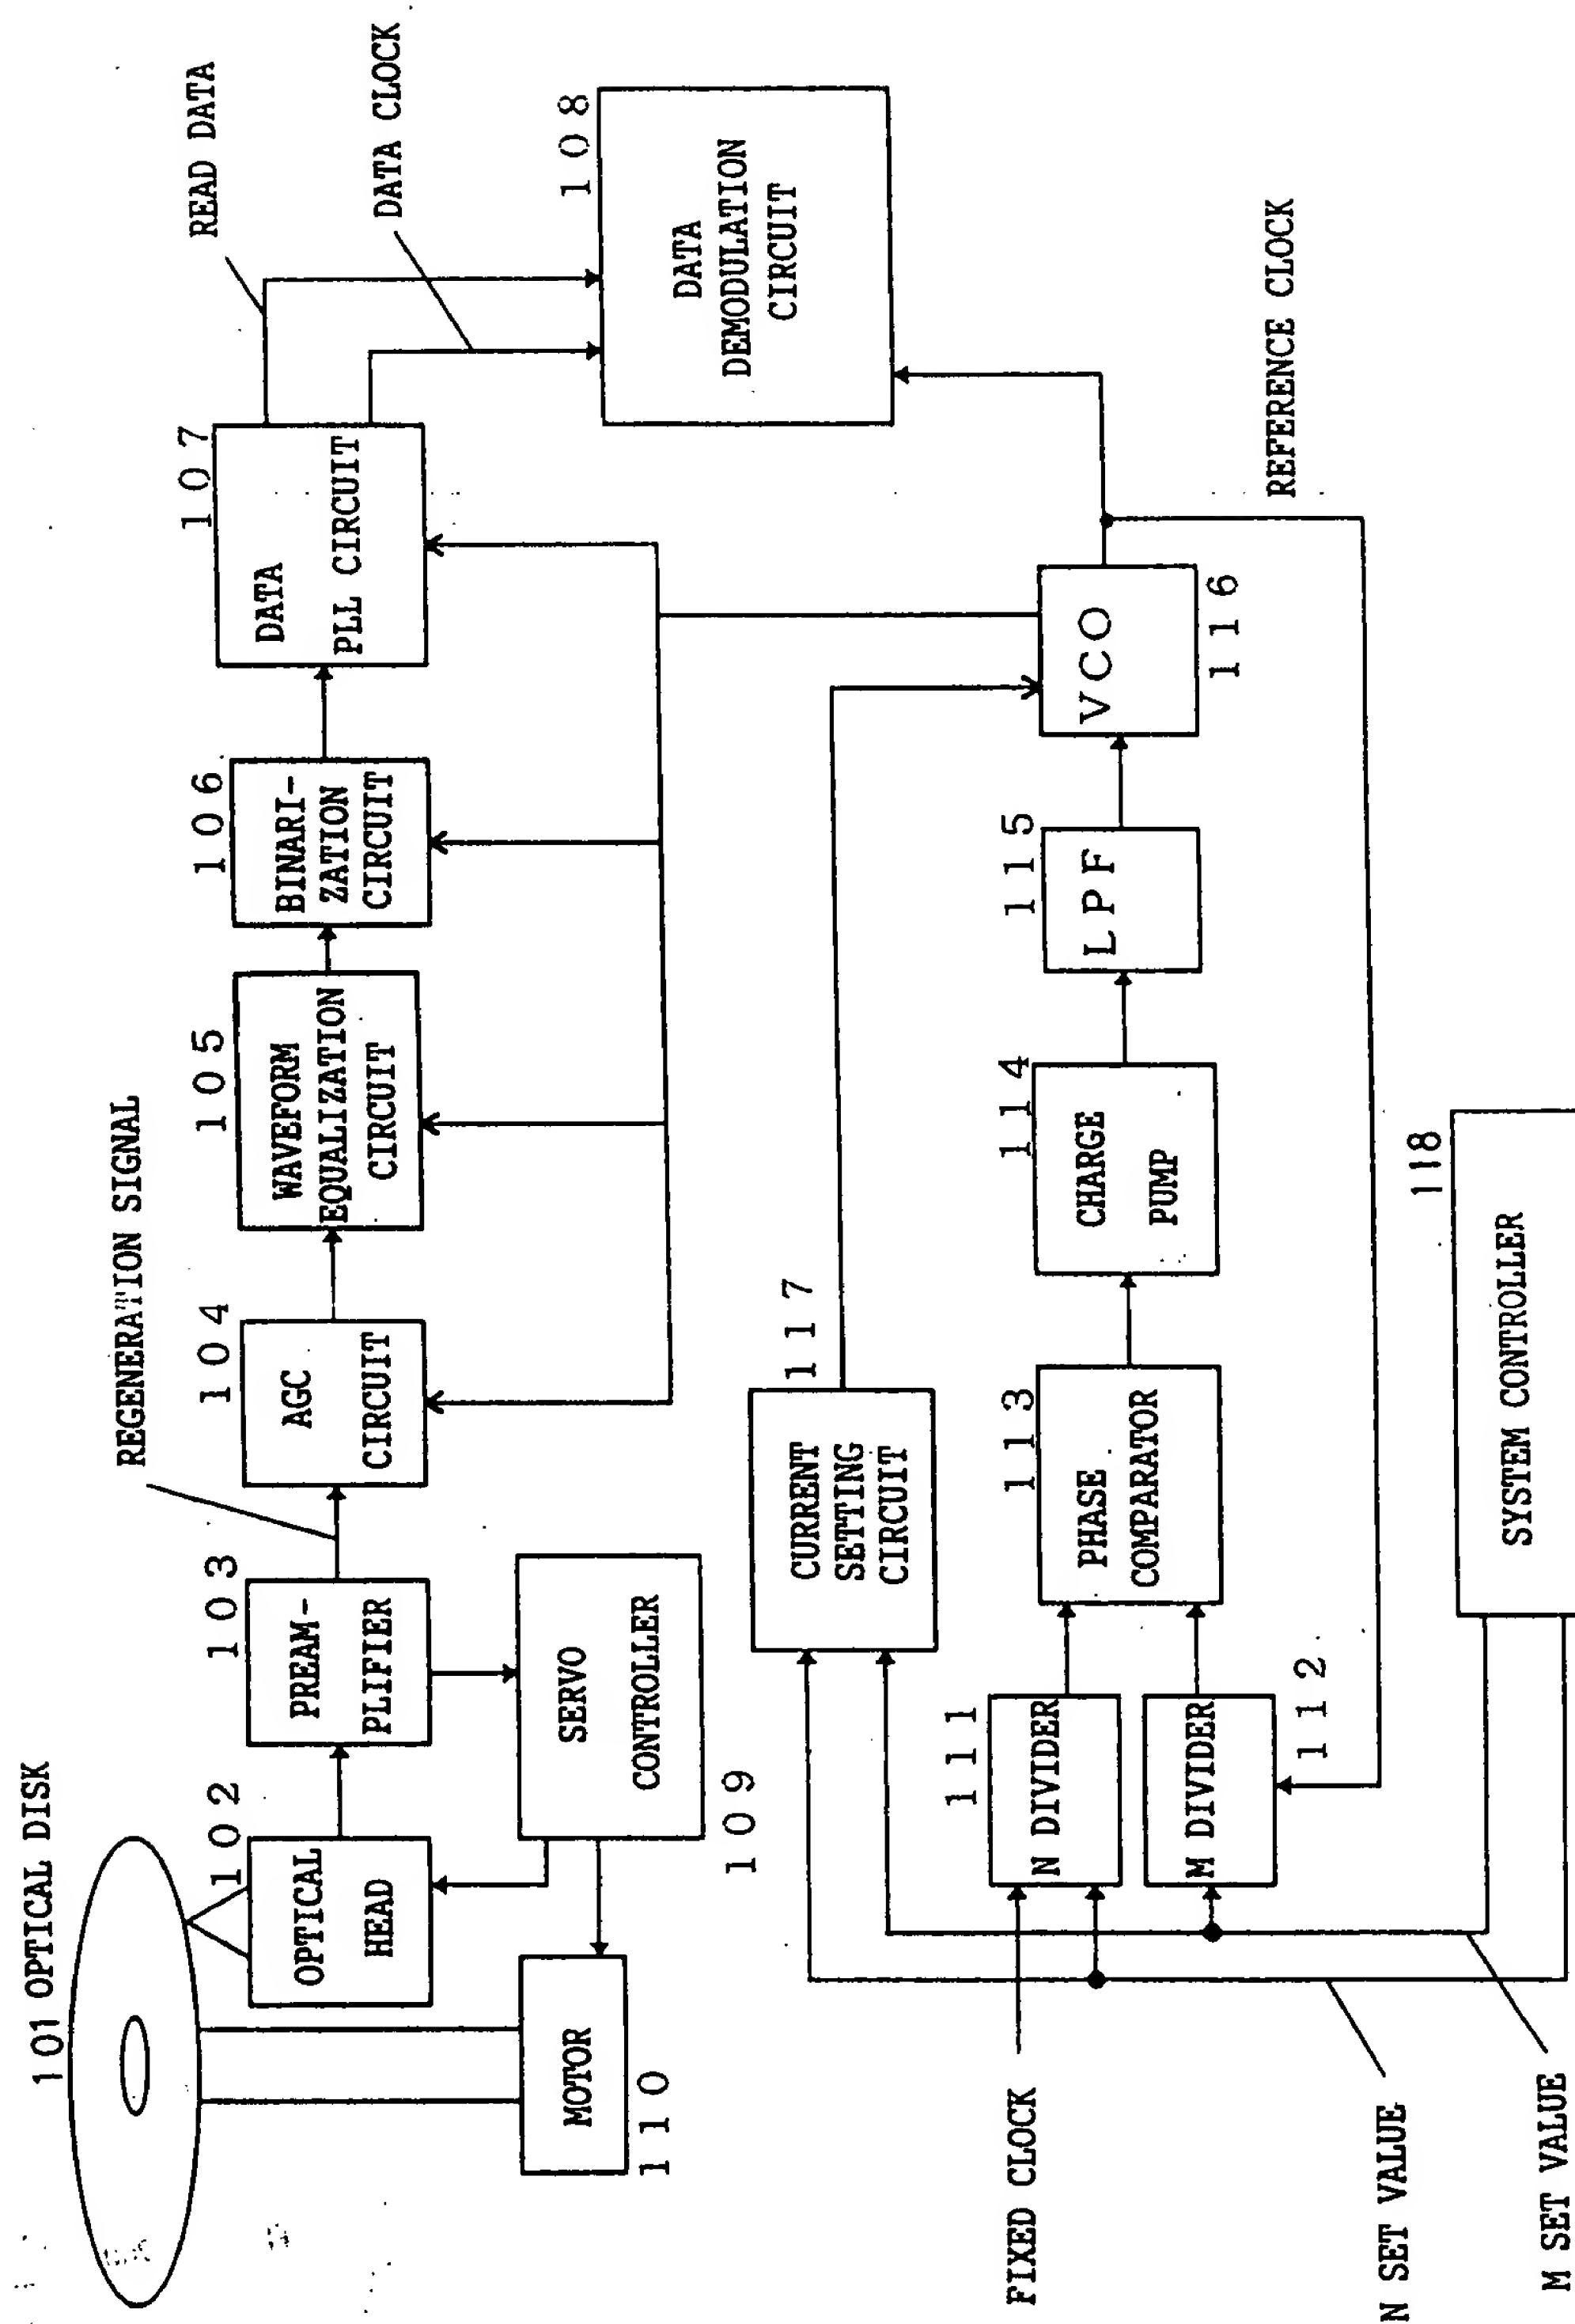 101 OPTICAL DISK
102
OPTICAL
HEAD
103
PREAM-
PLIFIER
REGENERATION SIGNAL
104
AGC
CIRCUIT
105
WAVEFORM
EQUALIZATION
CIRCUIT
106
BINARI-
ZATION
CIRCUIT
107
DATA
PLL CIRCUIT
READ DATA
DATA CLOCK
108
DATA
DEMODULATION
CIRCUIT
MOTOR
110
SERVO
CONTROLLER
109
117
CURRENT
SETTING
CIRCUIT
FIXED CLOCK
111
N DIVIDER
M DIVIDER
112
113
PHASE
COMPARATOR
114
CHARGE
PUMP
115
LPF
VCO
116
REFERENCE CLOCK
118
SYSTEM CONTROLLER
N SET VALUE
M SET VALUE